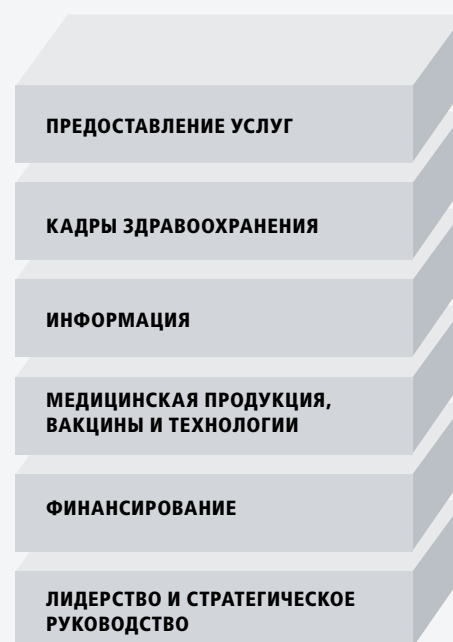 ПРЕДОСТАВЛЕНИЕ УСЛУГ
КАДРЫ ЗДРАВООХРАНЕНИЯ
ИНФОРМАЦИЯ
МЕДИЦИНСКАЯ ПРОДУКЦИЯ,
ВАКЦИНЫ И ТЕХНОЛОГИИ
ФИНАНСИРОВАНИЕ
ЛИДЕРСТВО И СТРАТЕГИЧЕСКОЕ
РУКОВОДСТВО